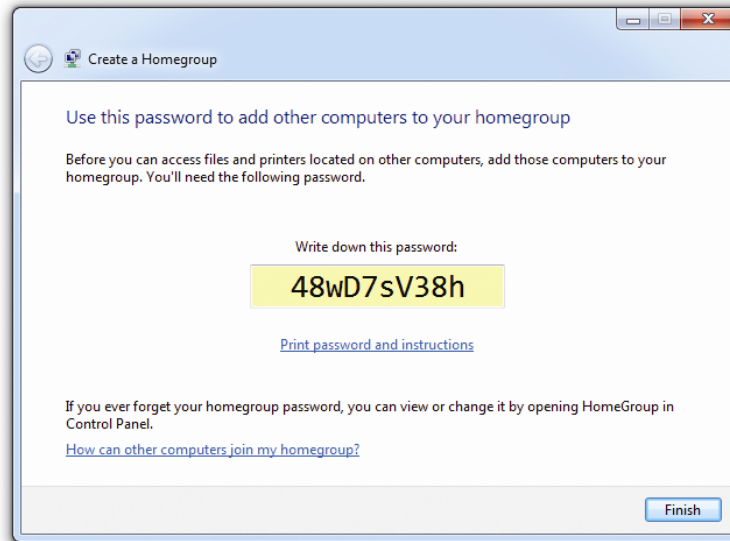 Create a Homegroup
Use this password to add other computers to your homegroup
Before you can access files and printers located on other computers, add those computers to your
homegroup. You'll need the following password.
Write down this password:
48wD7sV38h
Print password and instructions
If you ever forget your homegroup password, you can view or change it by opening HomeGroup in
Control Panel.
How can other computers join my homegroup?
Finish